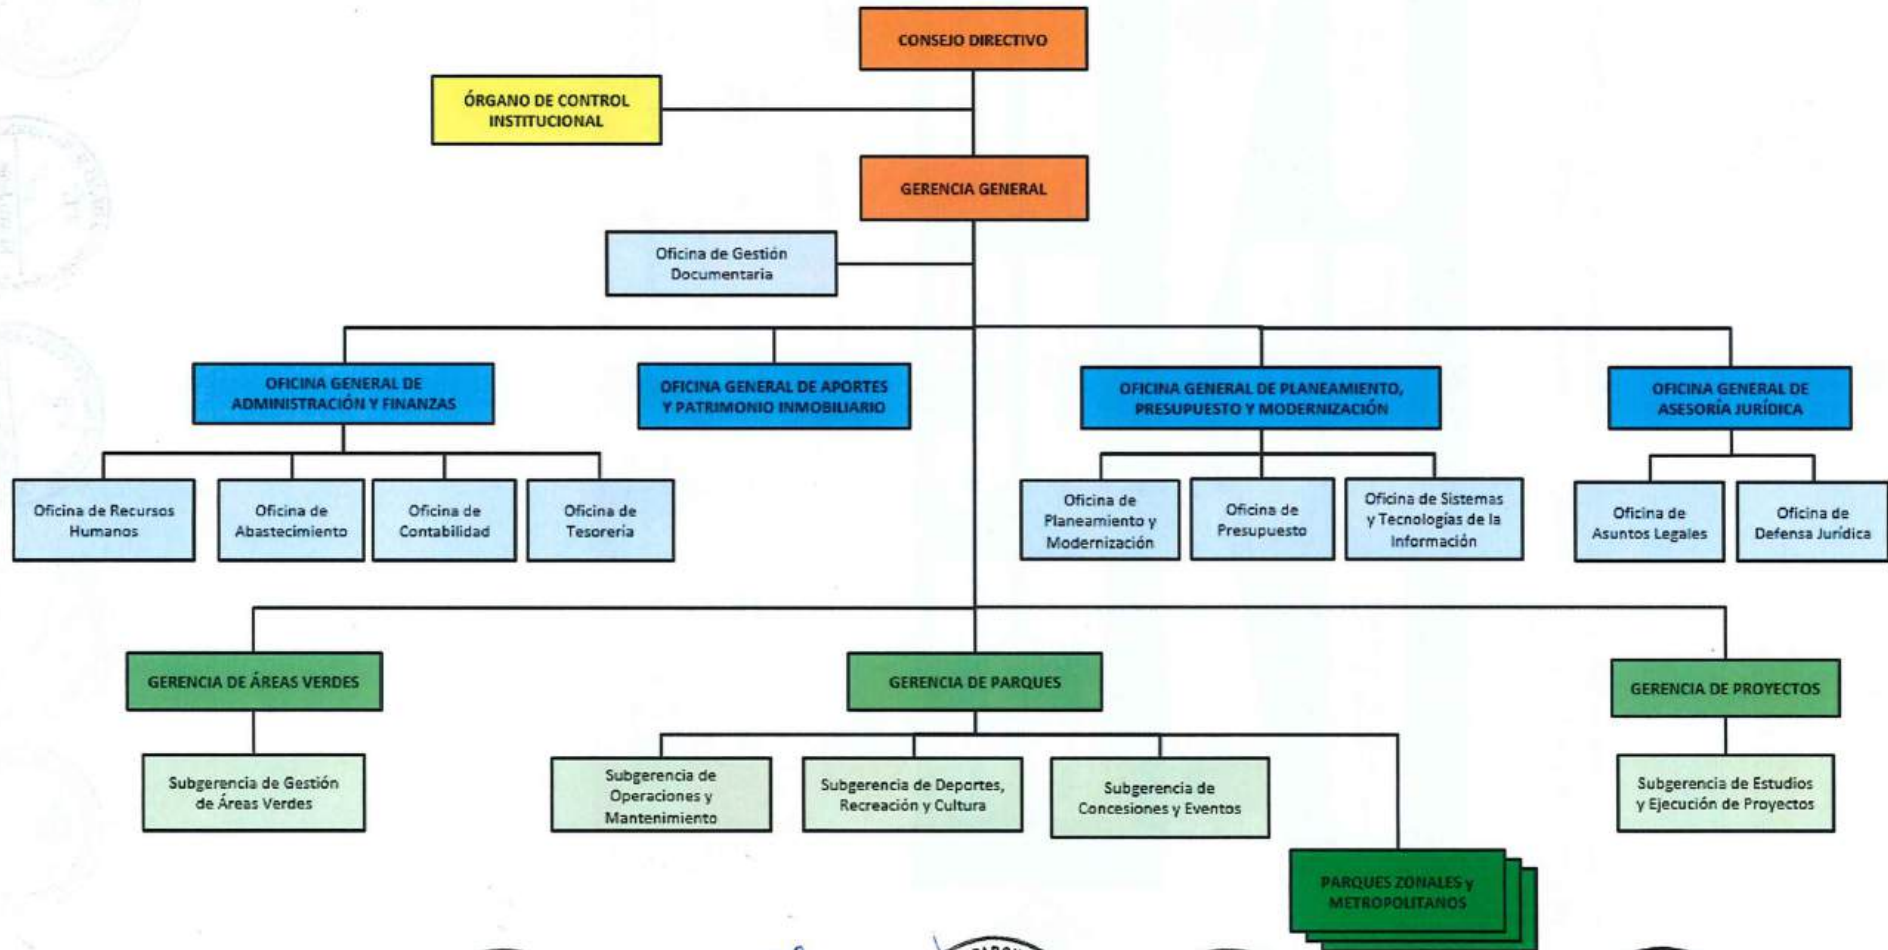 CONSEJO DIRECTIVO
ÓRGANO DE CONTROL
INSTITUCIONAL
GERENCIA GENERAL
Oficina de Gestión
Documentaria
OFICINA GENERAL DE
ADMINISTRACIÓN Y FINANZAS
OFICINA GENERAL DE APORTES
Y PATRIMONIO INMOBILIARIO
OFICINA GENERAL DE PLANEAMIENTO,
PRESUPUESTO Y MODERNIZACIÓN
OFICINA GENERAL DE
ASESORÍA JURÍDICA
Oficina de Recursos
Humanos
Oficina de
Abastecimiento
Oficina de
Contabilidad
Oficina de
Tesorería
Oficina de
Planeamiento y
Modernización
Oficina de
Presupuesto
Oficina de Sistemas
y Tecnologías de la
Información
Oficina de
Asuntos Legales
Oficina de
Defensa Jurídica
GERENCIA DE ÁREAS VERDES
GERENCIA DE PARQUES
GERENCIA DE PROYECTOS
Subgerencia de Gestión
de Áreas Verdes
Subgerencia de
Operaciones y
Mantenimiento
Subgerencia de Deportes,
Recreación y Cultura
Subgerencia de
Concesiones y Eventos
Subgerencia de Estudios
y Ejecución de Proyectos
PARQUES ZONALES y
METROPOLITANOS